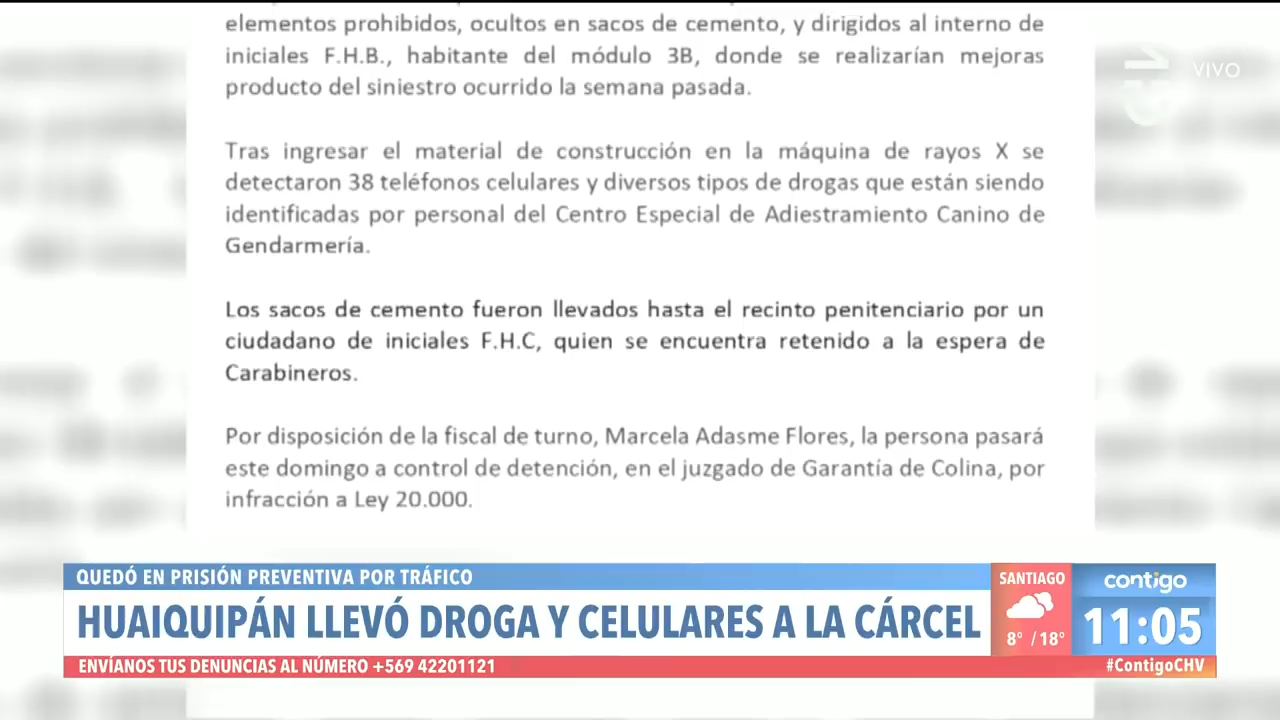 elementos prohibidos, ocultos en sacos de cemento, y dirigidos al interno de
iniciales F.H.B., habitante del módulo 3B, donde se realizarían mejoras
producto del siniestro ocurrido la semana pasada.
VIVO
Tras ingresar el material de construcción en la máquina de rayos X se
detectaron 38 teléfonos celulares y diversos tipos de drogas que están siendo
identificadas por personal del Centro Especial de Adiestramiento Canino de
Gendarmería.
Los sacos de cemento fueron llevados hasta el recinto penitenciario por un
ciudadano de iniciales F.H.C, quien se encuentra retenido a la espera de
Carabineros.
Por disposición de la fiscal de turno, Marcela Adasme Flores, la persona pasará
este domingo a control de detención, en el juzgado de Garantía de Colina, por
infracción a Ley 20.000.
QUEDÓ EN PRISIÓN PREVENTIVA POR TRÁFICO
HUAIQUIPÁN LLEVÓ DROGA Y CELULARES A LA CÁRCEL
ENVÍANOS TUS DENUNCIAS AL NÚMERO +569 42201121
SANTIAGO
8° / 18°
contigo
11:05
#ContigoCHV